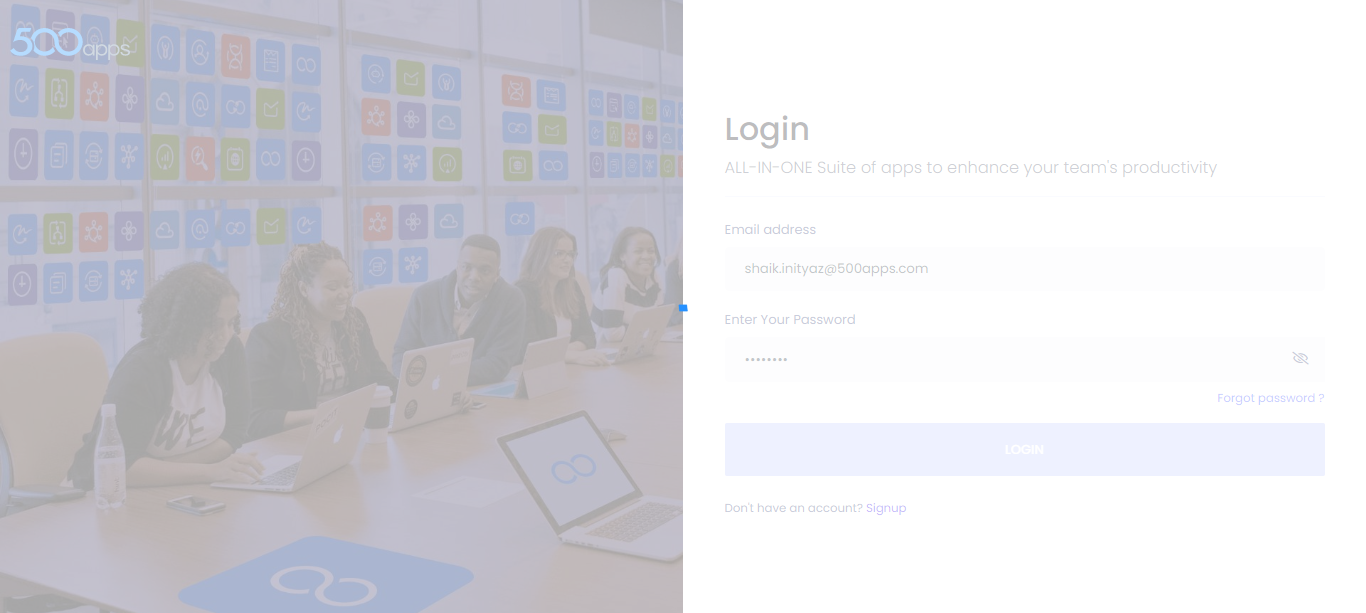 500apps
Login
ALL-IN-ONE Suite of apps to enhance your team's productivity
Email address
shaik.inityaz@500apps.com
Enter Your Password
••••••••
Forgot password ?
LOGIN
Don't have an account? Signup
WE